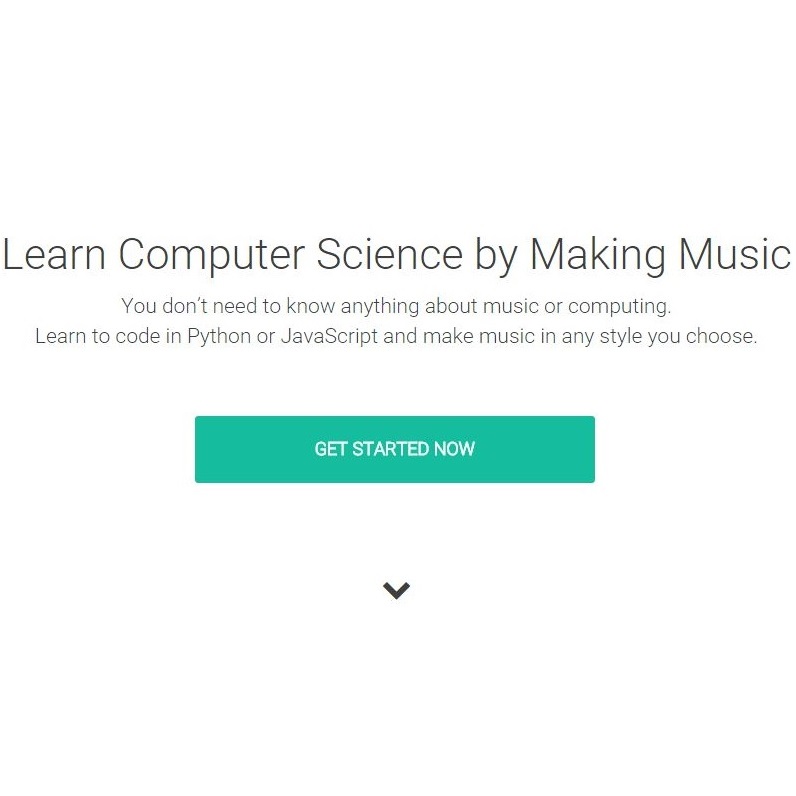 Learn Computer Science by Making Music
You don’t need to know anything about music or computing.
Learn to code in Python or JavaScript and make music in any style you choose.
GET STARTED NOW